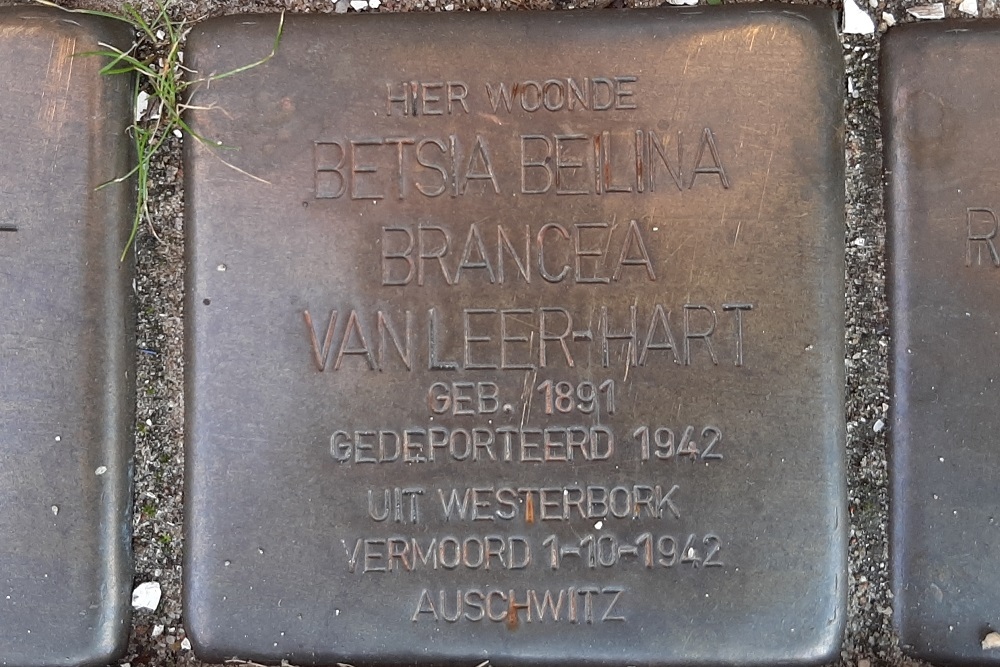 HIER WOONDE
BETSIA BEILINA
BRANCEA
VAN LEER-HART
GEB. 1891
GEDEPORTEERD 1942
UIT WESTERBORK
VERMOORD 1-10-1942
AUSCHWITZ
R